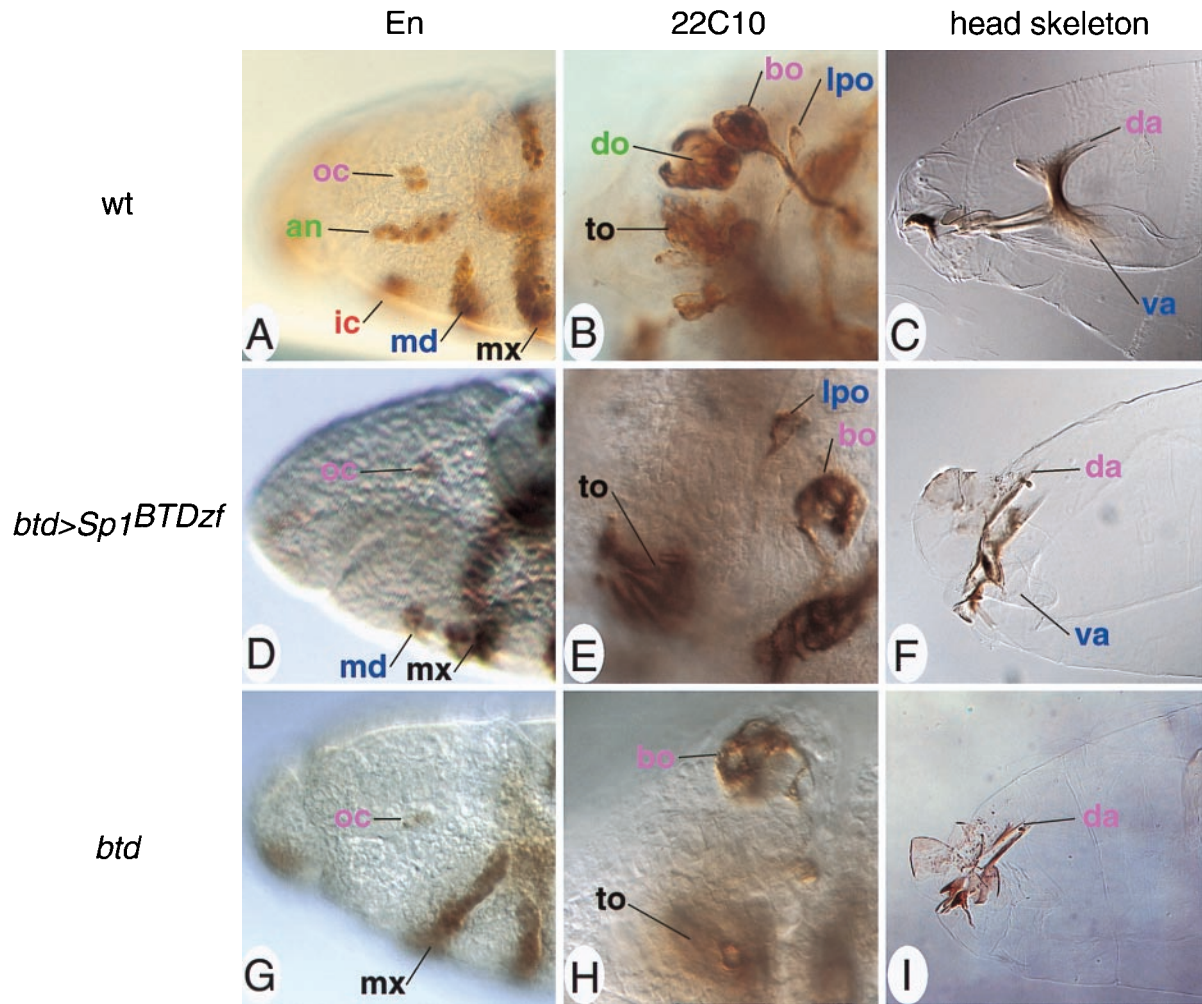 En 22C10 head skeleton
wt
oc
an
ic
md
mx
A
bo
lpo
do
to
B
da
va
C
btd>Sp1BTDzf
oc
md
mx
D
lpo
bo
to
E
da
va
F
btd
oc
mx
G
bo
to
H
da
I